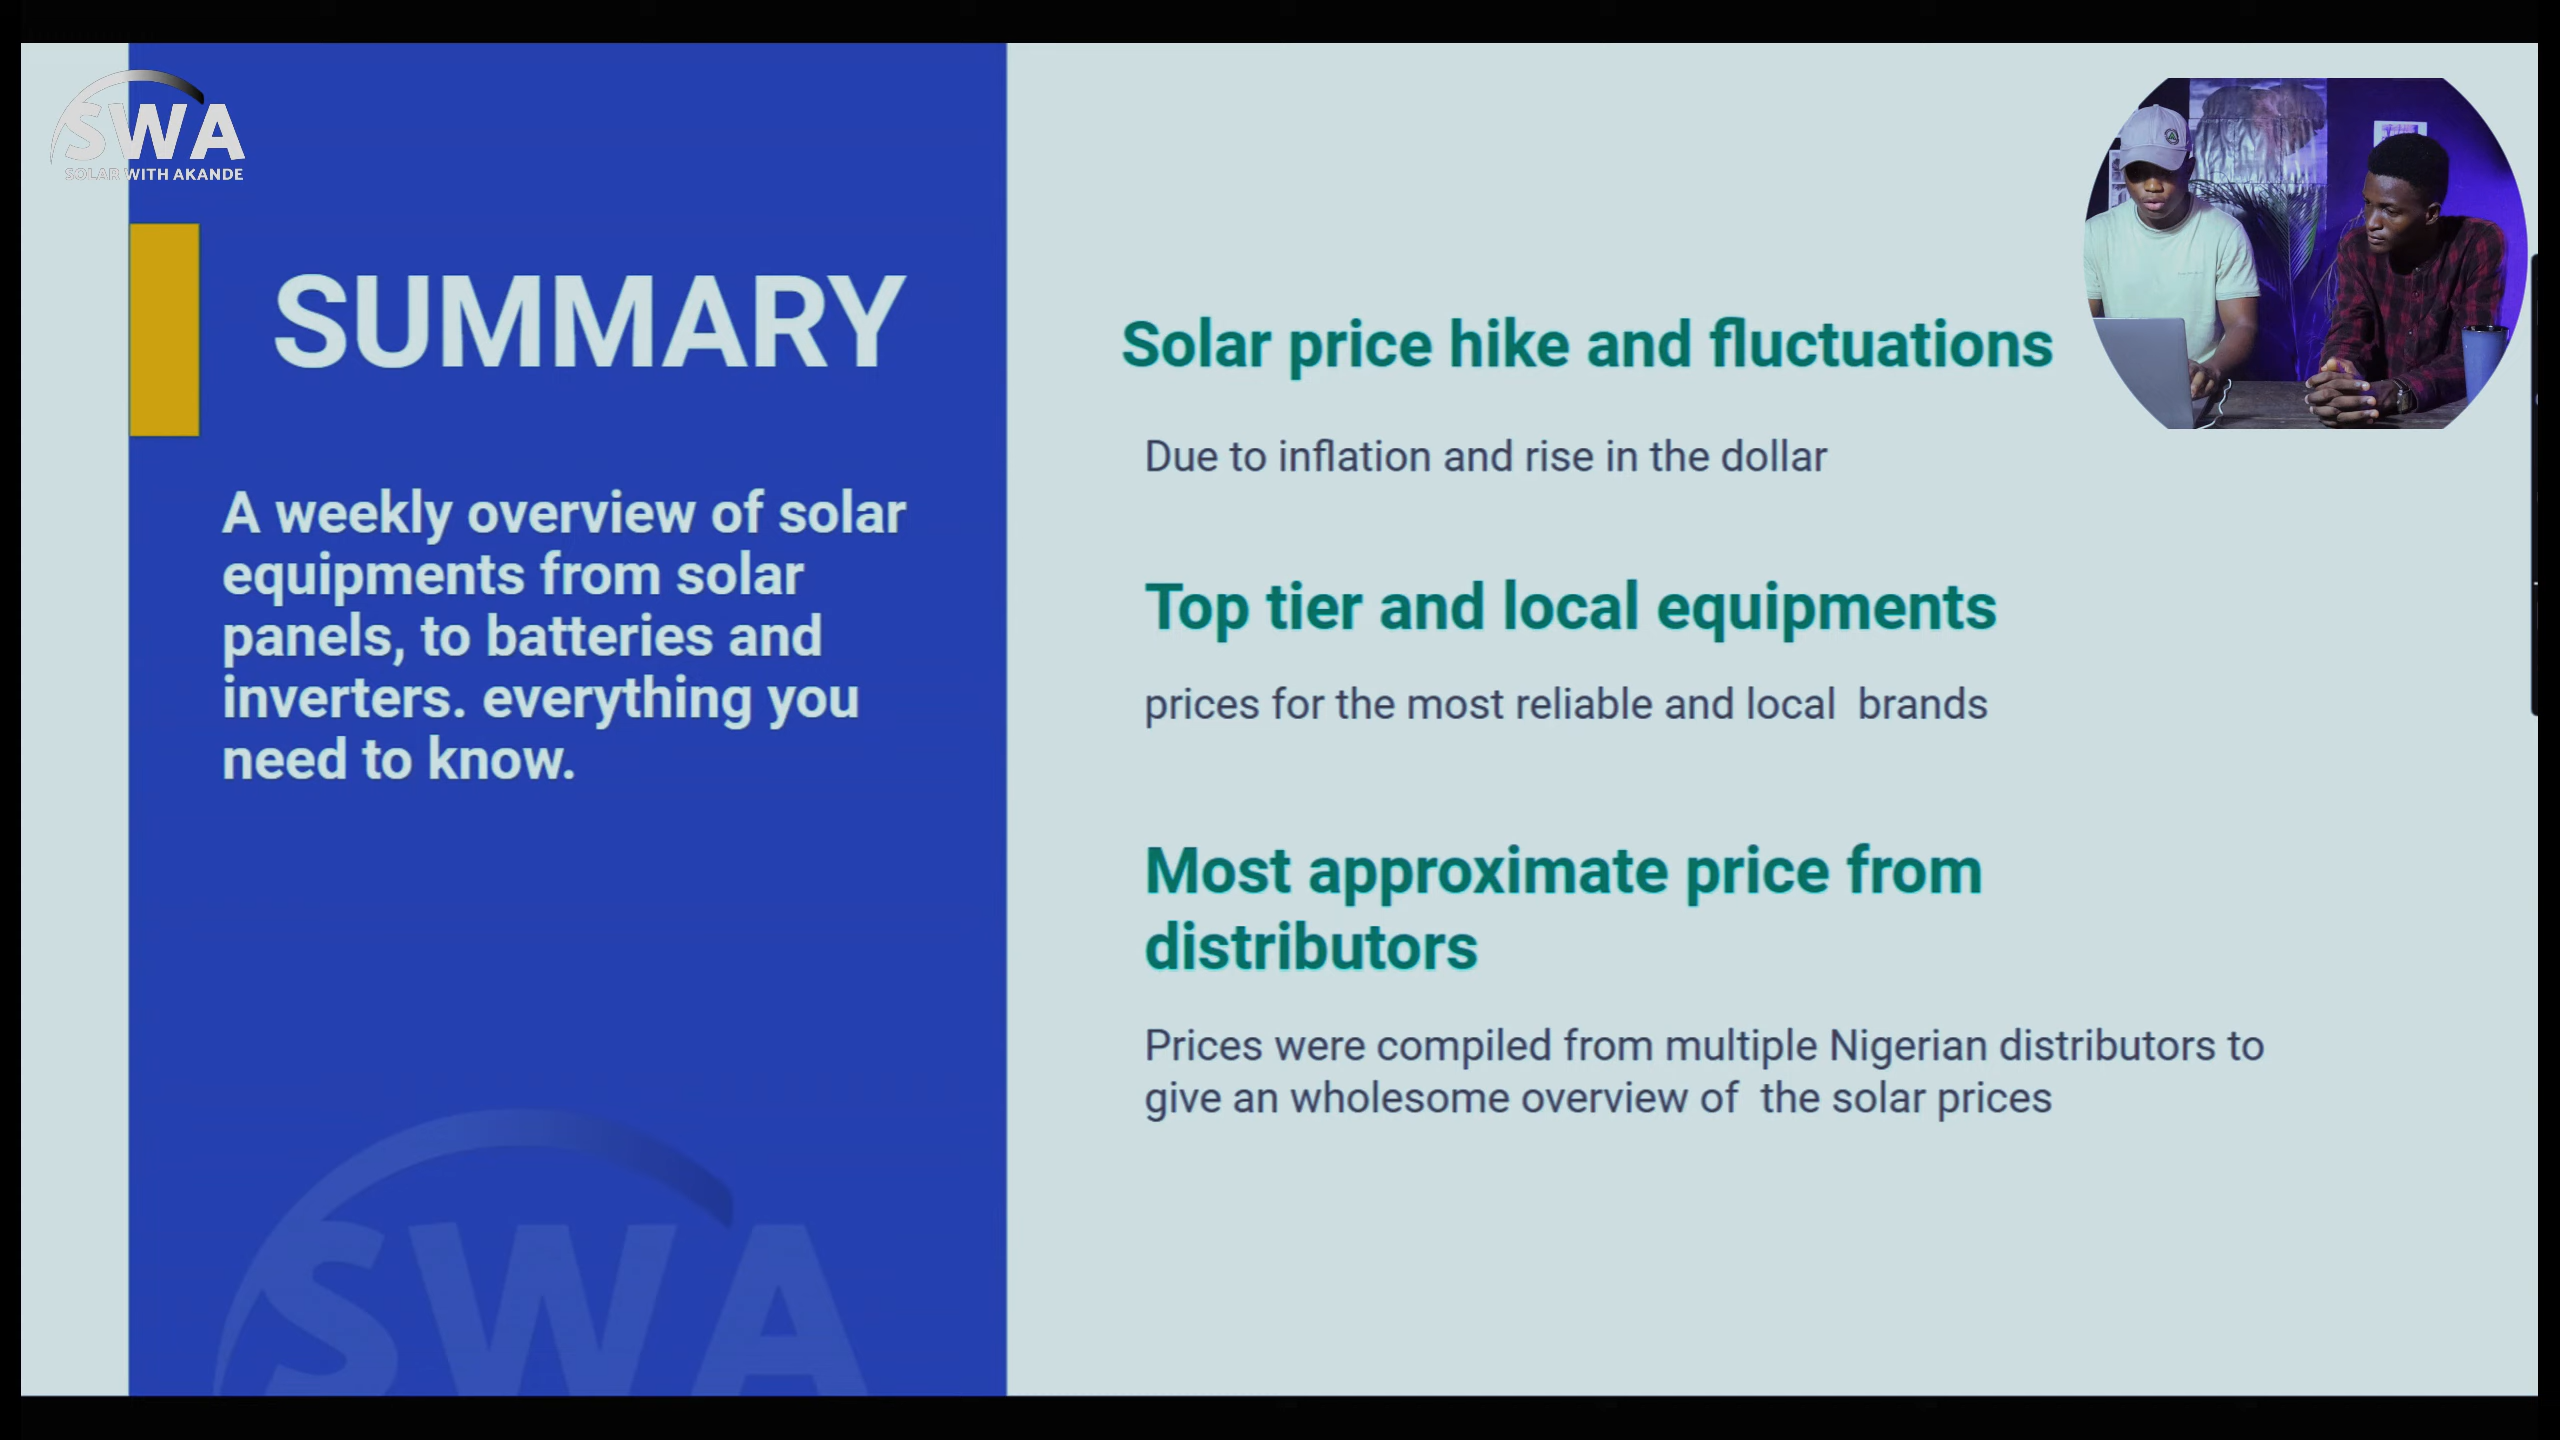 SWA
SOLAR WITH AKANDE
SUMMARY
A weekly overview of solar
equipments from solar
panels, to batteries and
inverters. everything you
need to know.
SWA
Solar price hike and fluctuations
Due to inflation and rise in the dollar
Top tier and local equipments
prices for the most reliable and local  brands
Most approximate price from
distributors
Prices were compiled from multiple Nigerian distributors to
give an wholesome overview of  the solar prices